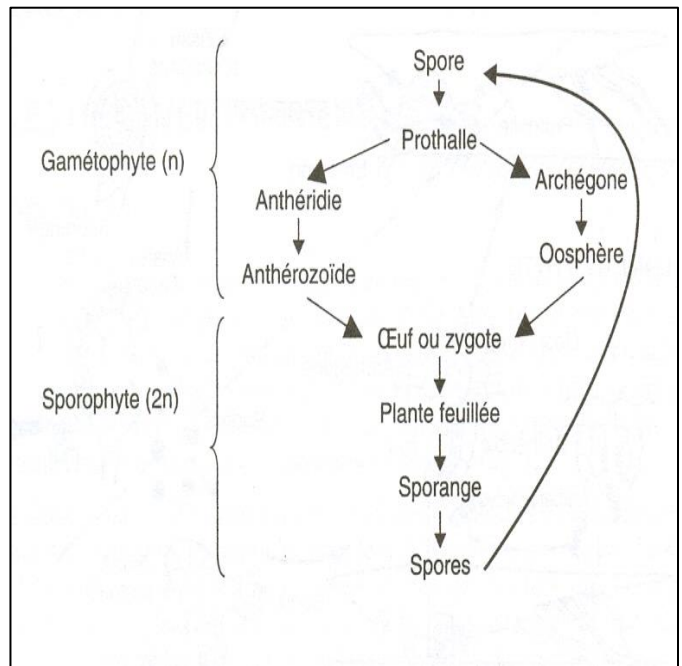 Spore
Prothalle
Gamétophyte (n)
Anthéridie
Archégone
Anthérozoïde
Oosphère
Œuf ou zygote
Sporophyte (2n)
Plante feuillée
Sporange
Spores